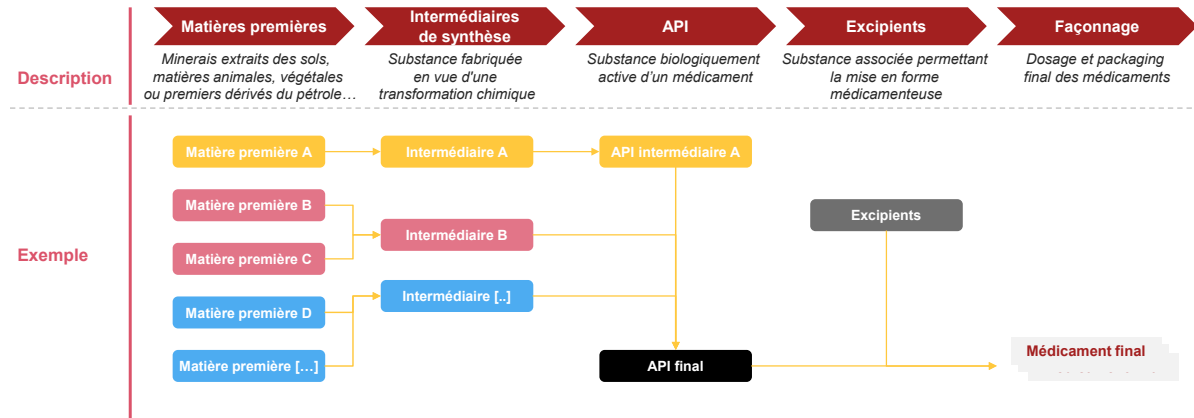 Matières premières
Intermédiaires
de synthèse
API
Excipients
Façonnage
Description
Minerais extraits des sols,
matières animales, végétales
ou premiers dérivés du pétrole…
Substance fabriquée
en vue d'une
transformation chimique
Substance biologiquement
active d’un médicament
Substance associée permettant
la mise en forme
médicamenteuse
Dosage et packaging
final des médicaments
Exemple
Matière première A
Intermédiaire A
API intermédiaire A
Matière première B
Matière première C
Intermédiaire B
Excipients
Matière première D
Intermédiaire [..]
Matière première […]
API final
Médicament final